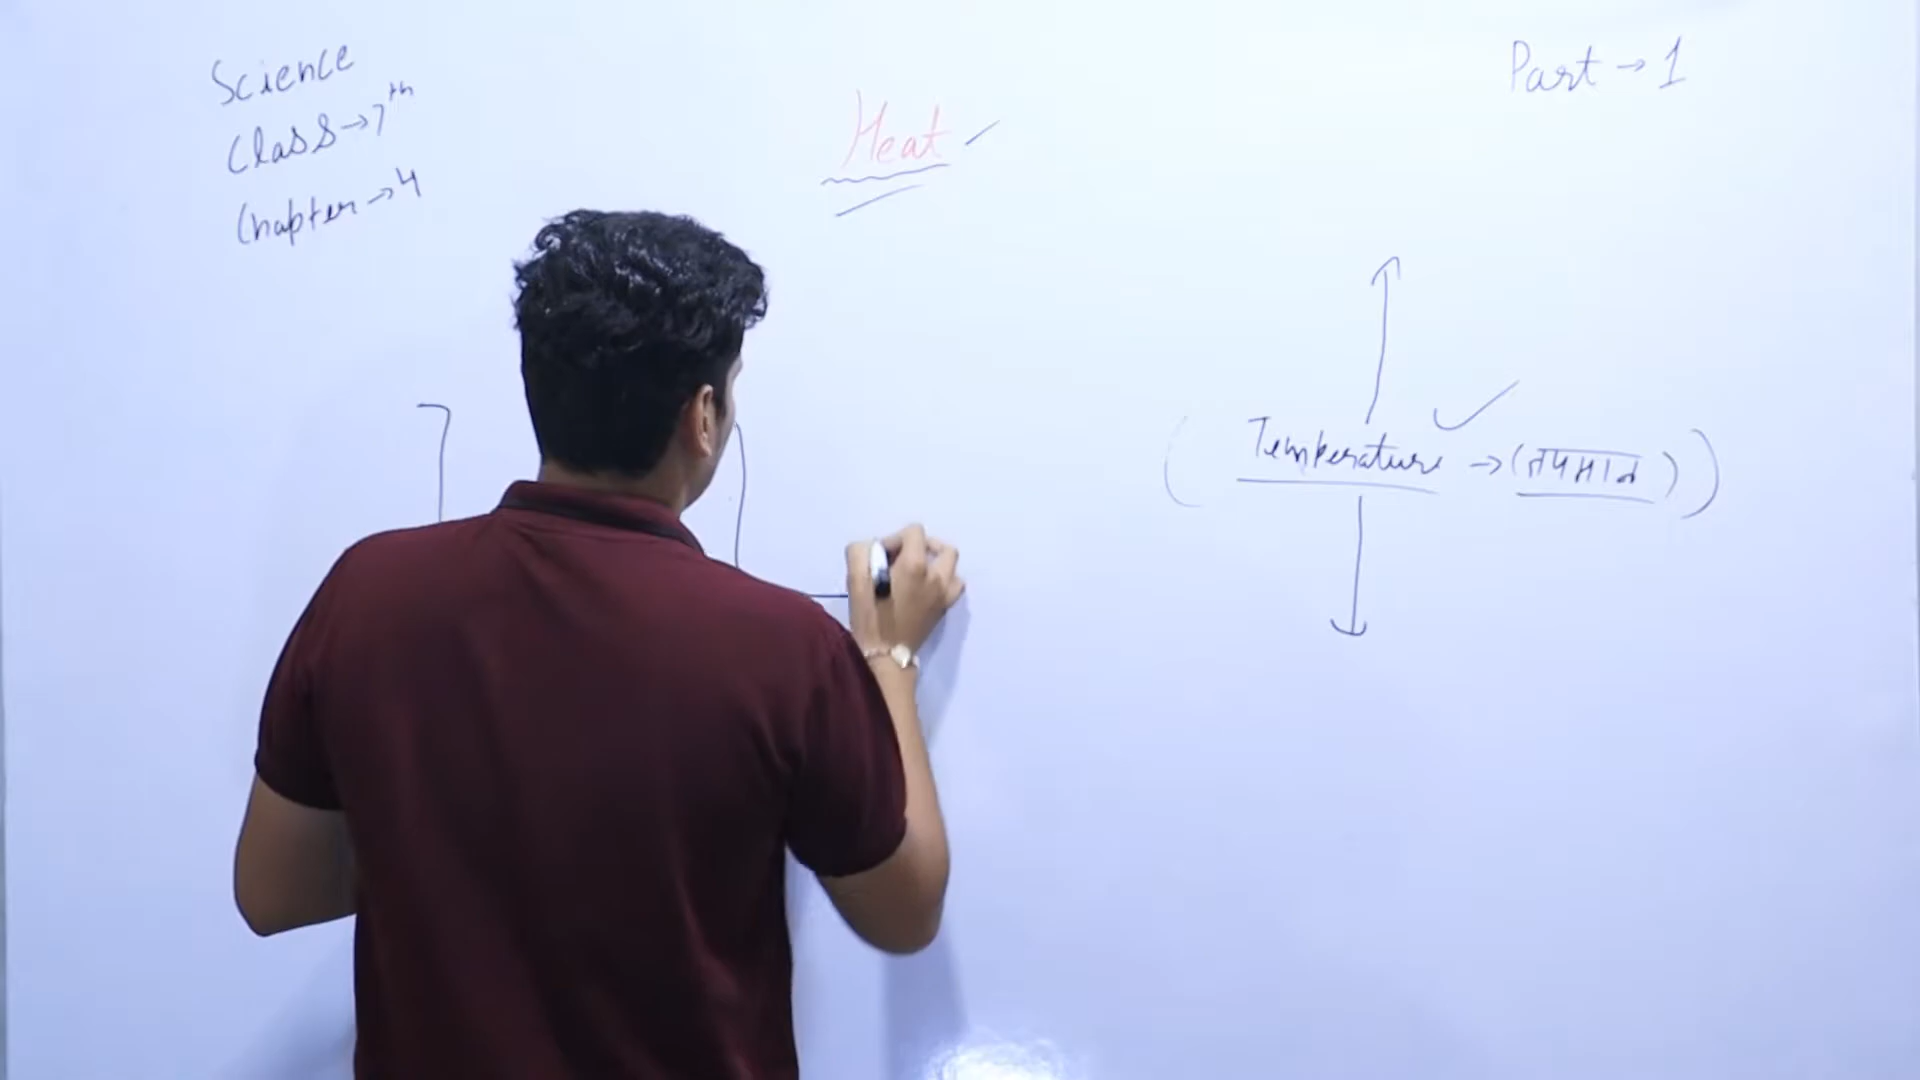 Science
Class→7th
Chapter→4
Heat
Part→1
( Temperature → (तापमान) )